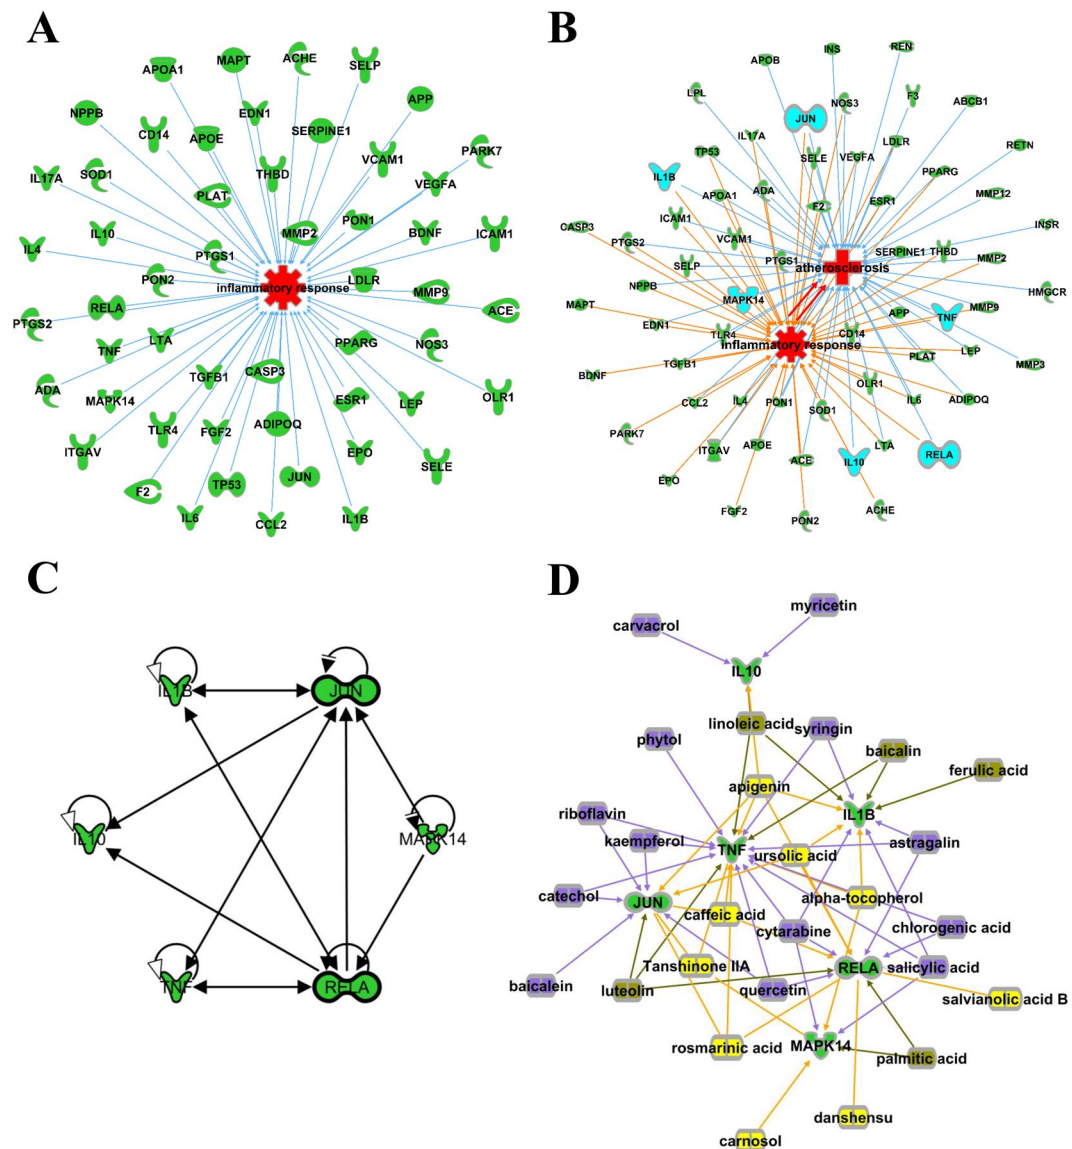 A
B
ACHE
MAPT
SELP
APOA1
APP
NPPB
EDN1
SERPINE1
CD14
APOE
VCAM1
PARK7
THBD
SOD1
IL17A
VEGFA
PLAT
PON1
MMP2
BDNF
ICAM1
IL10
IL4
PTGS1
PON2
inflammatory response
LDLR
MMP9
RELA
ACE
PTGS2
LTA
TNF
PPARG
NOS3
TGFB1
CASP3
ADA
MAPK14
ESR1
LEP
OLR1
ADIPOQ
TLR4
FGF2
ITGAV
EPO
SELE
JUN
TP53
F2
IL6
CCL2
IL1B
INS
REN
APOB
LPL
F3
NOS3
ABCB1
JUN
IL17A
LDLR
RETN
TP53
SELE
VEGFA
PPARG
IL1B
ADA
APOA1
MMP12
ESR1
F2
ICAM1
CASP3
INSR
PTGS2
VCAM1
SERPINE1
THBD
MMP2
PTGS1
SELP
atherosclerosis
NPPB
HMGCR
MAPK14
MAPT
MMP9
APP
TNF
EDN1
TLR4
CD14
inflammatory response
LEP
PLAT
TGFB1
MMP3
BDNF
OLR1
CCL2
IL4
PON1
IL6
ADIPOQ
SOD1
PARK7
APOE
LTA
ITGAV
ACE
IL10
RELA
EPO
FGF2
PON2
ACHE
C
D
IL1B
JUN
IL10
MAPK14
TNF
RELA
myricetin
carvacrol
IL10
linoleic acid
syringin
phytol
baicalin
ferulic acid
apigenin
riboflavin
IL1B
kaempferol
TNF
ursolic acid
astragalin
catechol
JUN
alpha-tocopherol
caffeic acid
cytarabine
chlorogenic acid
Tanshinone IIA
RELA
salicylic acid
baicalein
luteolin
quercetin
salvianolic acid B
rosmarinic acid
MAPK14
palmitic acid
danshensu
carnosol